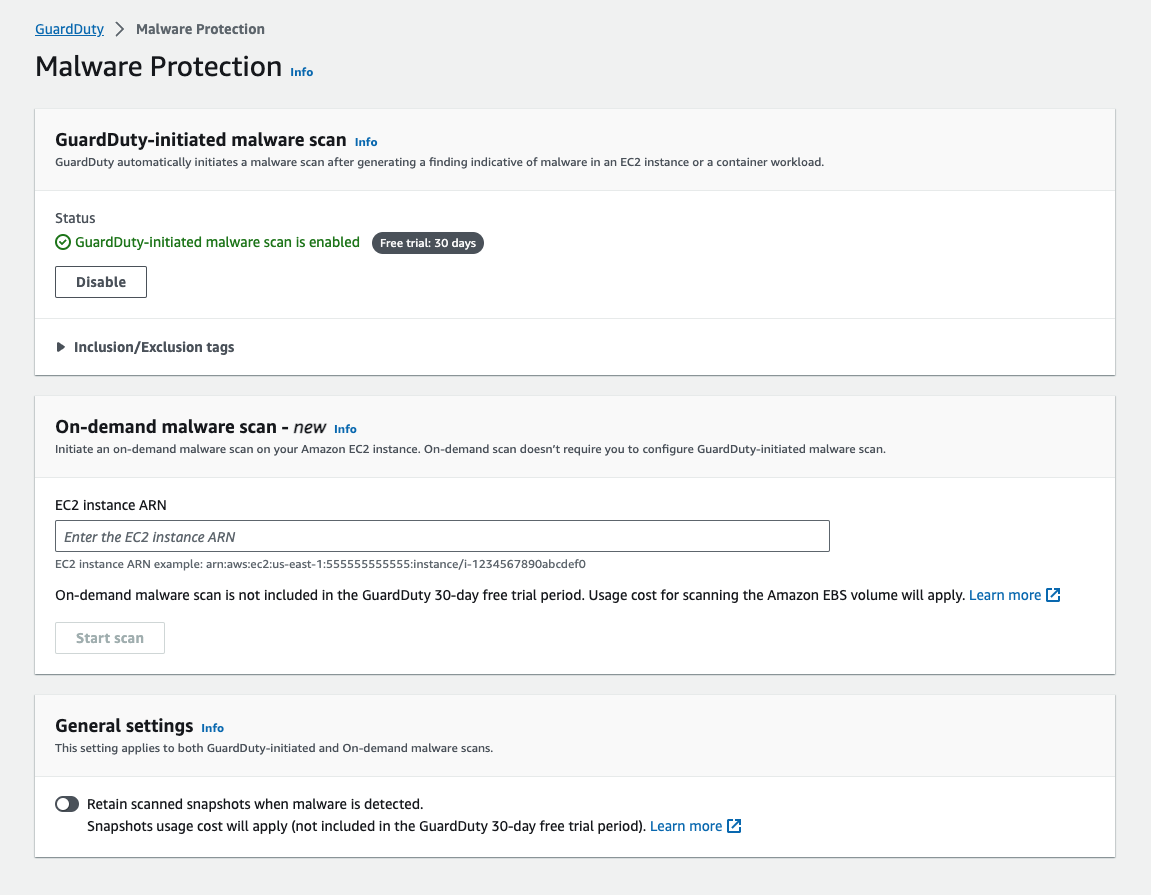 GuardDuty > Malware Protection
Malware Protection Info
GuardDuty-initiated malware scan Info
GuardDuty automatically initiates a malware scan after generating a finding indicative of malware in an EC2 instance or a container workload.
Status
GuardDuty-initiated malware scan is enabled Free trial: 30 days
Disable
Inclusion/Exclusion tags
On-demand malware scan - new Info
Initiate an on-demand malware scan on your Amazon EC2 instance. On-demand scan doesn't require you to configure GuardDuty-initiated malware scan.
EC2 instance ARN
Enter the EC2 instance ARN
EC2 instance ARN example: arn:aws:ec2:us-east-1:555555555555:instance/i-1234567890abcdef0
On-demand malware scan is not included in the GuardDuty 30-day free trial period. Usage cost for scanning the Amazon EBS volume will apply. Learn more
Start scan
General settings Info
This setting applies to both GuardDuty-initiated and On-demand malware scans.
Retain scanned snapshots when malware is detected.
Snapshots usage cost will apply (not included in the GuardDuty 30-day free trial period). Learn more